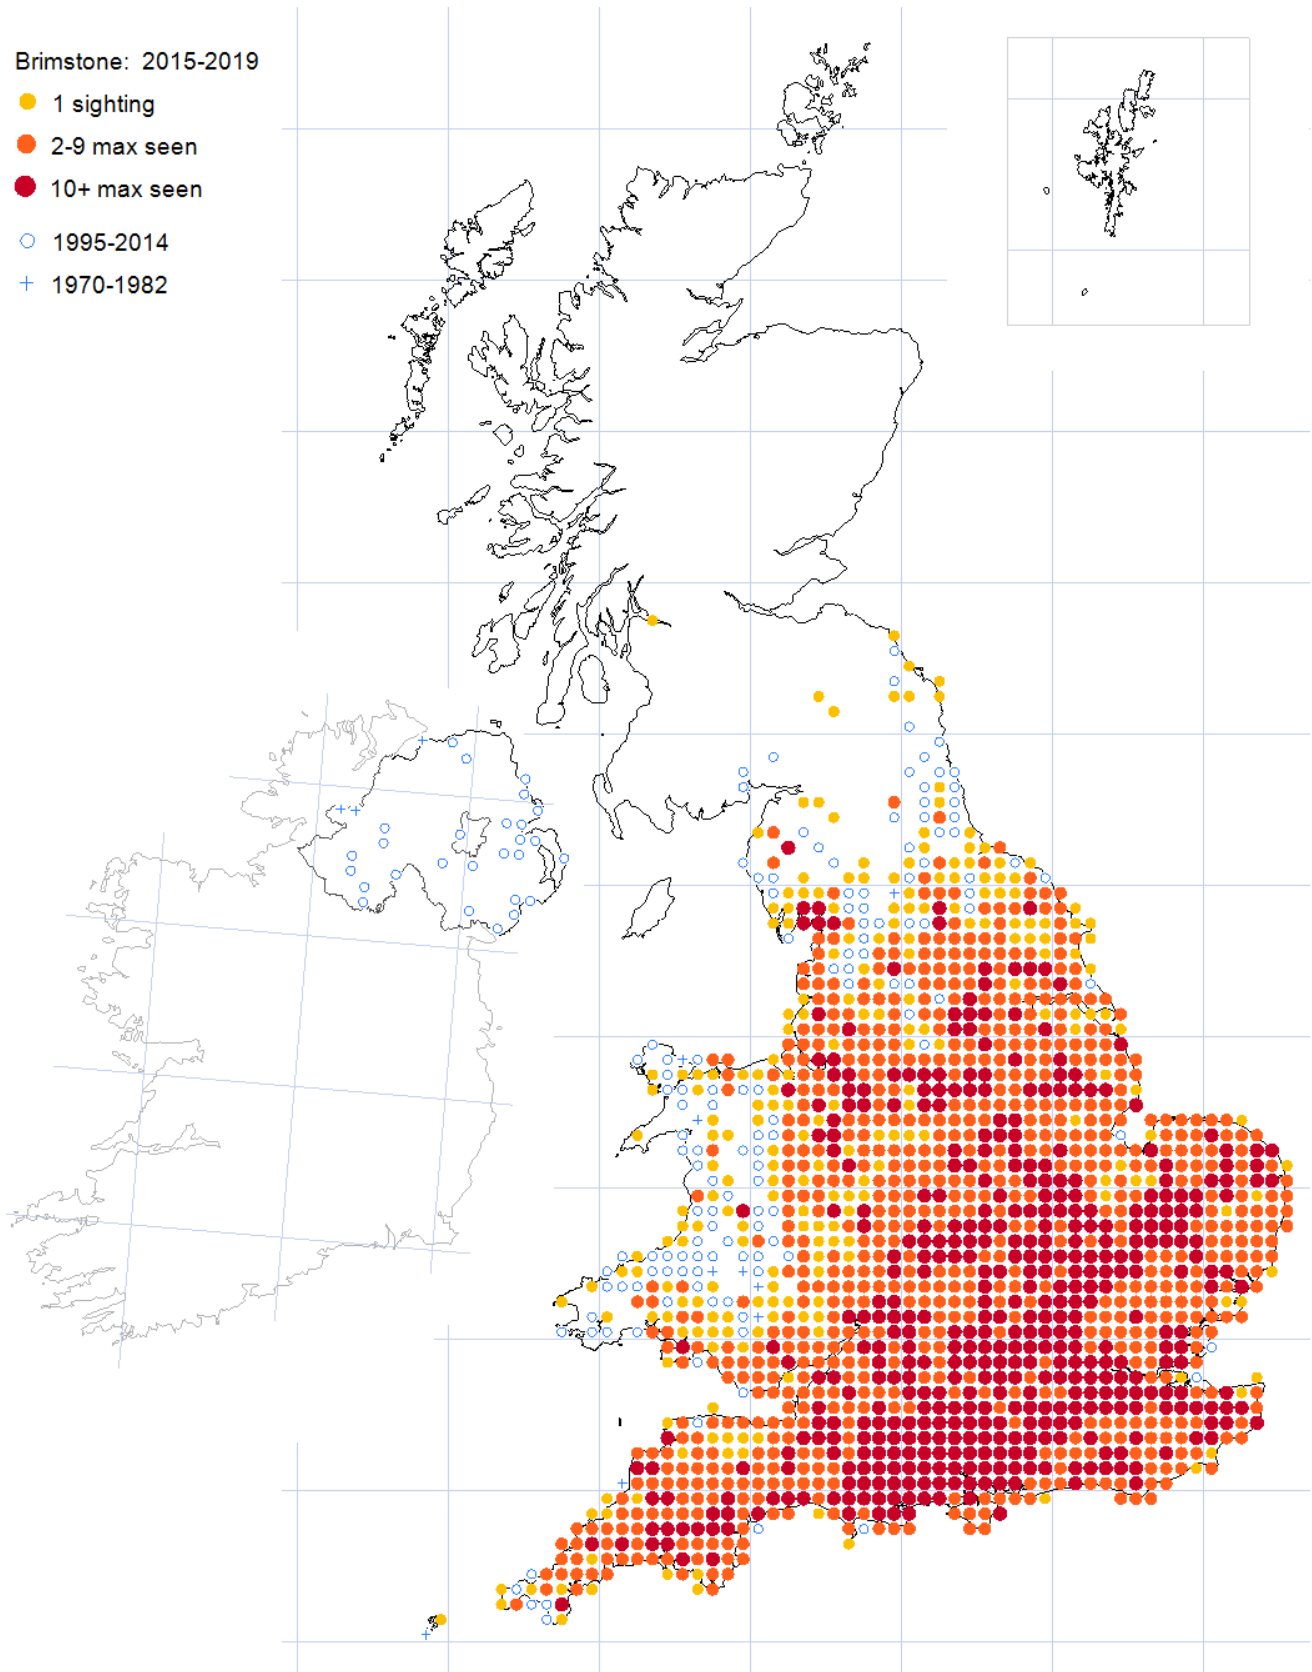 Brimstone: 2015-2019
1 sighting
2-9 max seen
10+ max seen
1995-2014
1970-1982